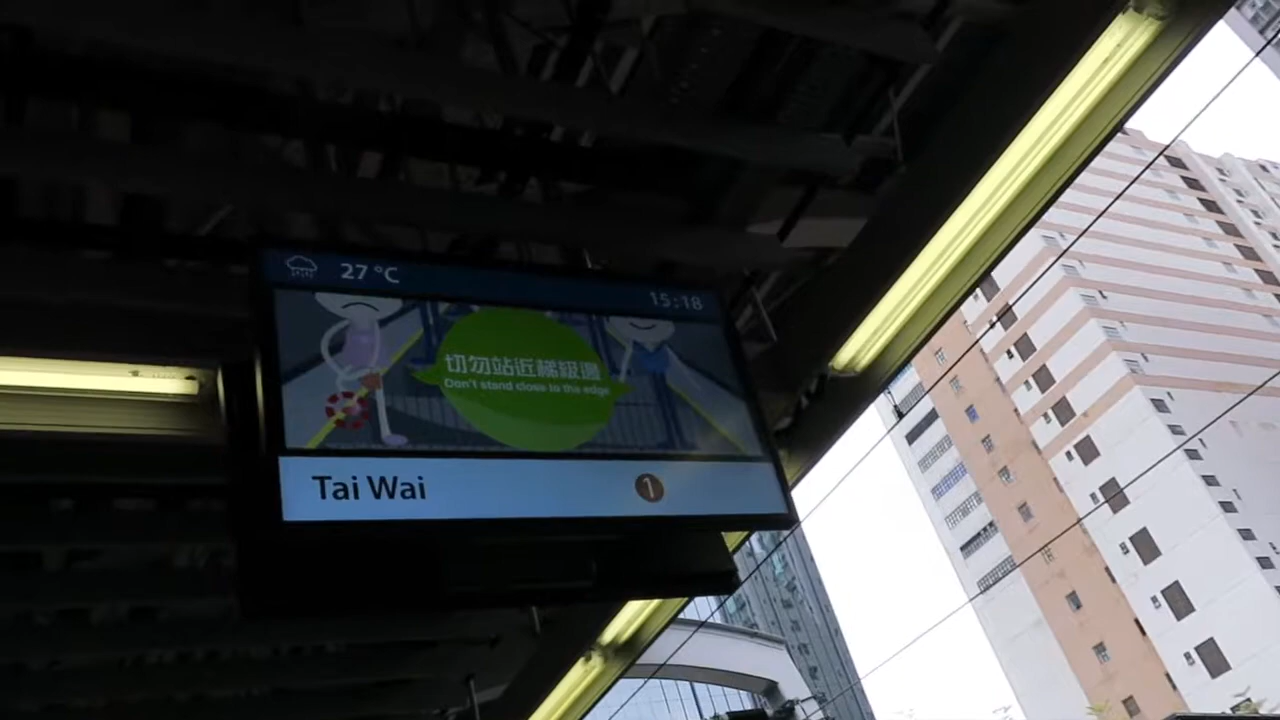 27 °C
15:18
切勿站近梯級邊
Don't stand close to the edge
Tai Wai 1